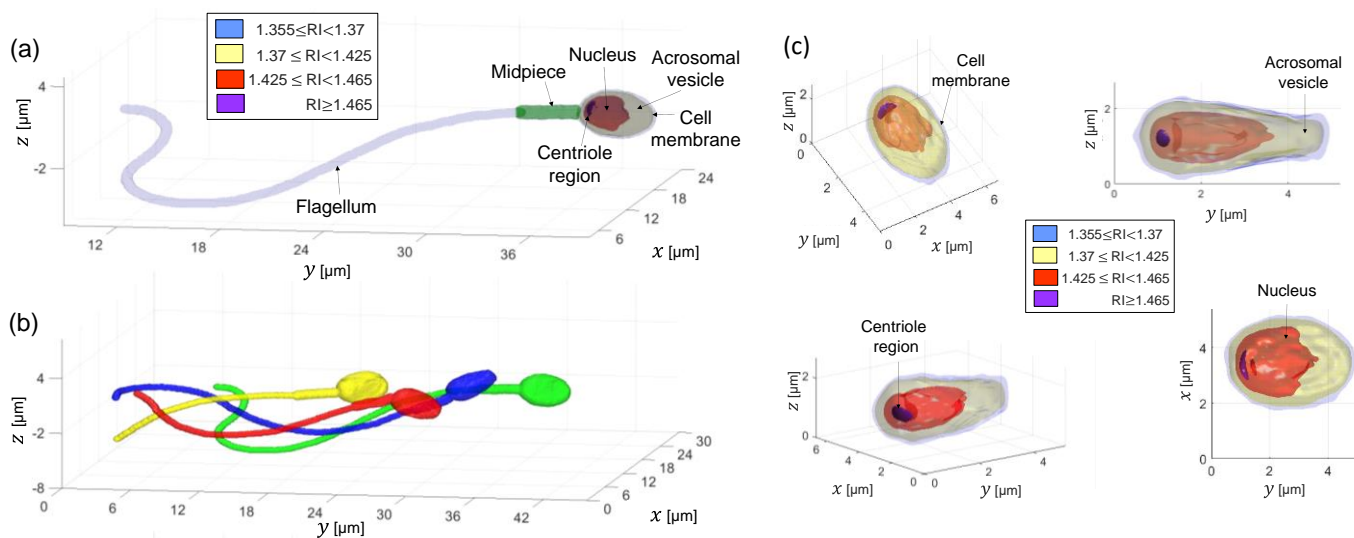 (a)
1.355≤RI<1.37
1.37 ≤ RI<1.425
1.425 ≤ RI<1.465
RI≥1.465
Nucleus
Midpiece
Acrosomal
vesicle
Cell
membrane
Centriole
region
Flagellum
z [µm]
4
-2
12
18
24
30
36
y [µm]
6
12
18
24
x [µm]
(b)
z [µm]
4
-2
-8
0
6
12
18
24
30
36
42
y [µm]
0
6
12
18
24
30
x [µm]
(c)
Cell
membrane
z [µm]
2
0
0
2
4
y [µm]
0
2
4
6
x [µm]
Acrosomal
vesicle
z [µm]
2
0
0
2
4
y [µm]
1.355≤RI<1.37
1.37 ≤ RI<1.425
1.425 ≤ RI<1.465
RI≥1.465
Centriole
region
z [µm]
2
0
6
4
2
0
x [µm]
0
2
4
y [µm]
Nucleus
x [µm]
4
2
0
0
2
4
y [µm]